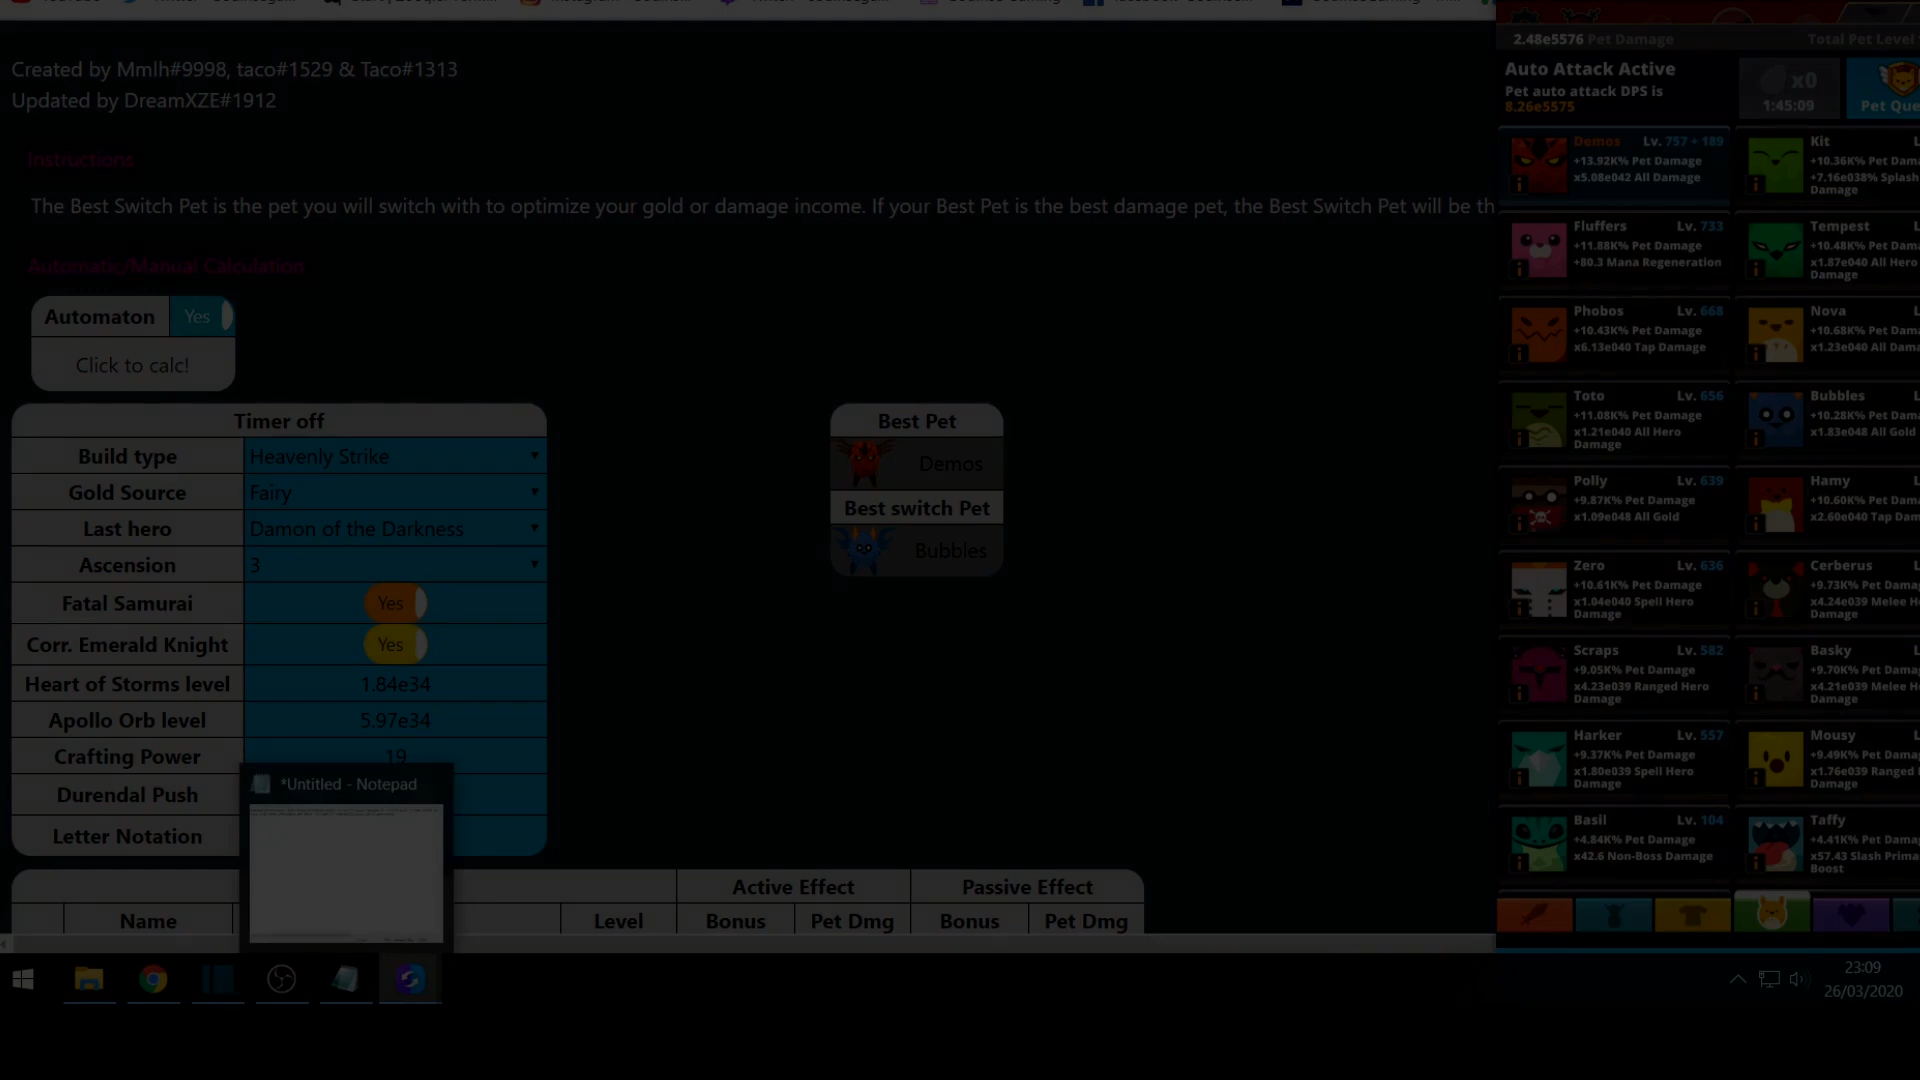 Created by Mmlh#9998, taco#1529 & Taco#1313
Updated by DreamXZE#1912
Instructions
The Best Switch Pet is the pet you will switch with to optimize your gold or damage income. If your Best Pet is the best damage pet, the Best Switch Pet will be th
Automatic/Manual Calculation
Automaton Yes
Click to calc!
Timer off
Build type Heavenly Strike
Gold Source Fairy
Last hero Damon of the Darkness
Ascension 3
Fatal Samurai Yes
Corr. Emerald Knight Yes
Heart of Storms level 1.84e34
Apollo Orb level 5.97e34
Crafting Power 19
Durendal Push
Letter Notation
*Untitled - Notepad
Best Pet
Demos
Best switch Pet
Bubbles
Active Effect Passive Effect
Name Level Bonus Pet Dmg Bonus Pet Dmg
2.48e5576 Pet Damage Total Pet Level
Auto Attack Active
Pet auto attack DPS is
8.26e5575
x0
1:45:09
Pet Que
Demos Lv. 757 + 189
+13.92K% Pet Damage
x5.08e042 All Damage
Kit L
+10.36K% Pet Dama
+7.16e038% Splash
Damage
Fluffers Lv. 733
+11.88K% Pet Damage
+80.3 Mana Regeneration
Tempest L
+10.48K% Pet Dama
x1.87e040 All Hero
Damage
Phobos Lv. 668
+10.43K% Pet Damage
x6.13e040 Tap Damage
Nova L
+10.68K% Pet Dama
x1.23e040 All Dama
Toto Lv. 656
+11.08K% Pet Damage
x1.21e040 All Hero
Damage
Bubbles L
+10.28K% Pet Dama
x1.83e048 All Gold
Polly Lv. 639
+9.87K% Pet Damage
x1.09e048 All Gold
Hamy L
+10.60K% Pet Dama
x2.60e040 Tap Dam
Zero Lv. 636
+10.61K% Pet Damage
x1.04e040 Spell Hero
Damage
Cerberus L
+9.73K% Pet Damag
x4.24e039 Melee He
Damage
Scraps Lv. 582
+9.05K% Pet Damage
x4.23e039 Ranged Hero
Damage
Basky L
+9.70K% Pet Damag
x4.21e039 Melee He
Damage
Harker Lv. 557
+9.37K% Pet Damage
x1.80e039 Spell Hero
Damage
Mousy L
+9.49K% Pet Damag
x1.76e039 Ranged
Damage
Basil Lv. 104
+4.84K% Pet Damage
x42.6 Non-Boss Damage
Taffy L
+4.41K% Pet Damag
x57.43 Slash Prima
Boost
23:09
26/03/2020